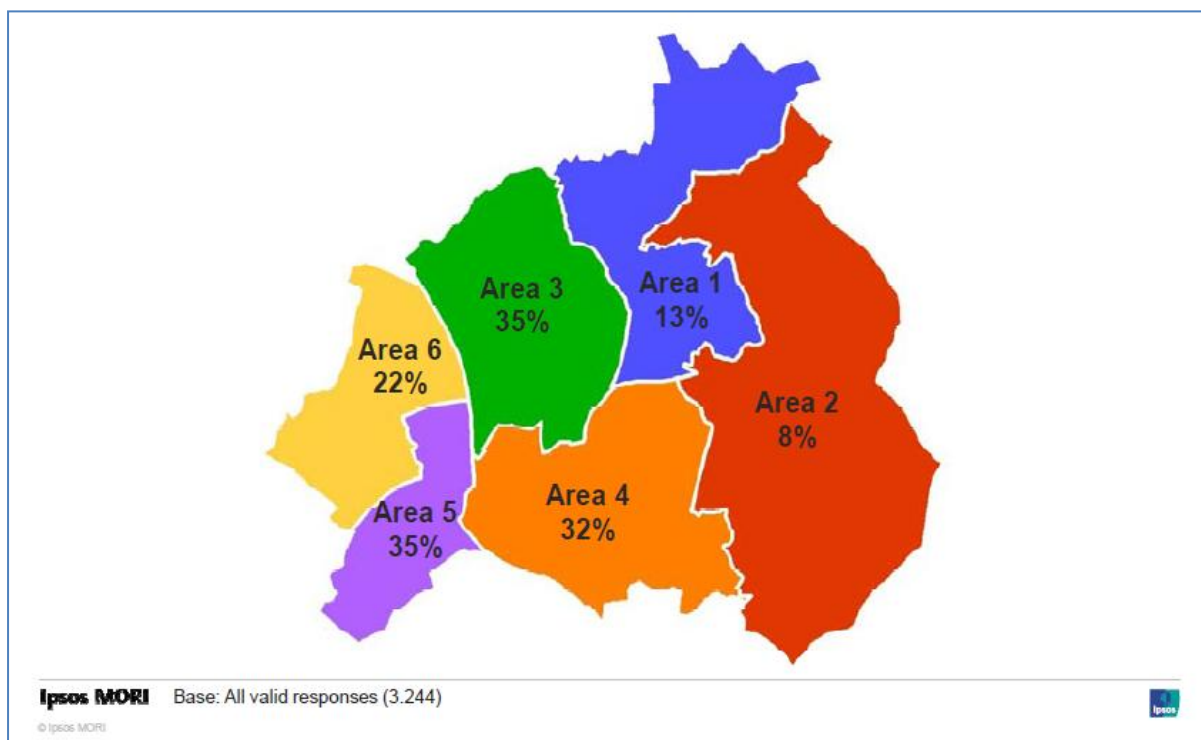 Area 1
13%
Area 3
35%
Area 6
22%
Area 2
8%
Area 4
32%
Area 5
35%
Ipsos MORI Base: All valid responses (3.244)
© Ipsos MORI
Ipsos